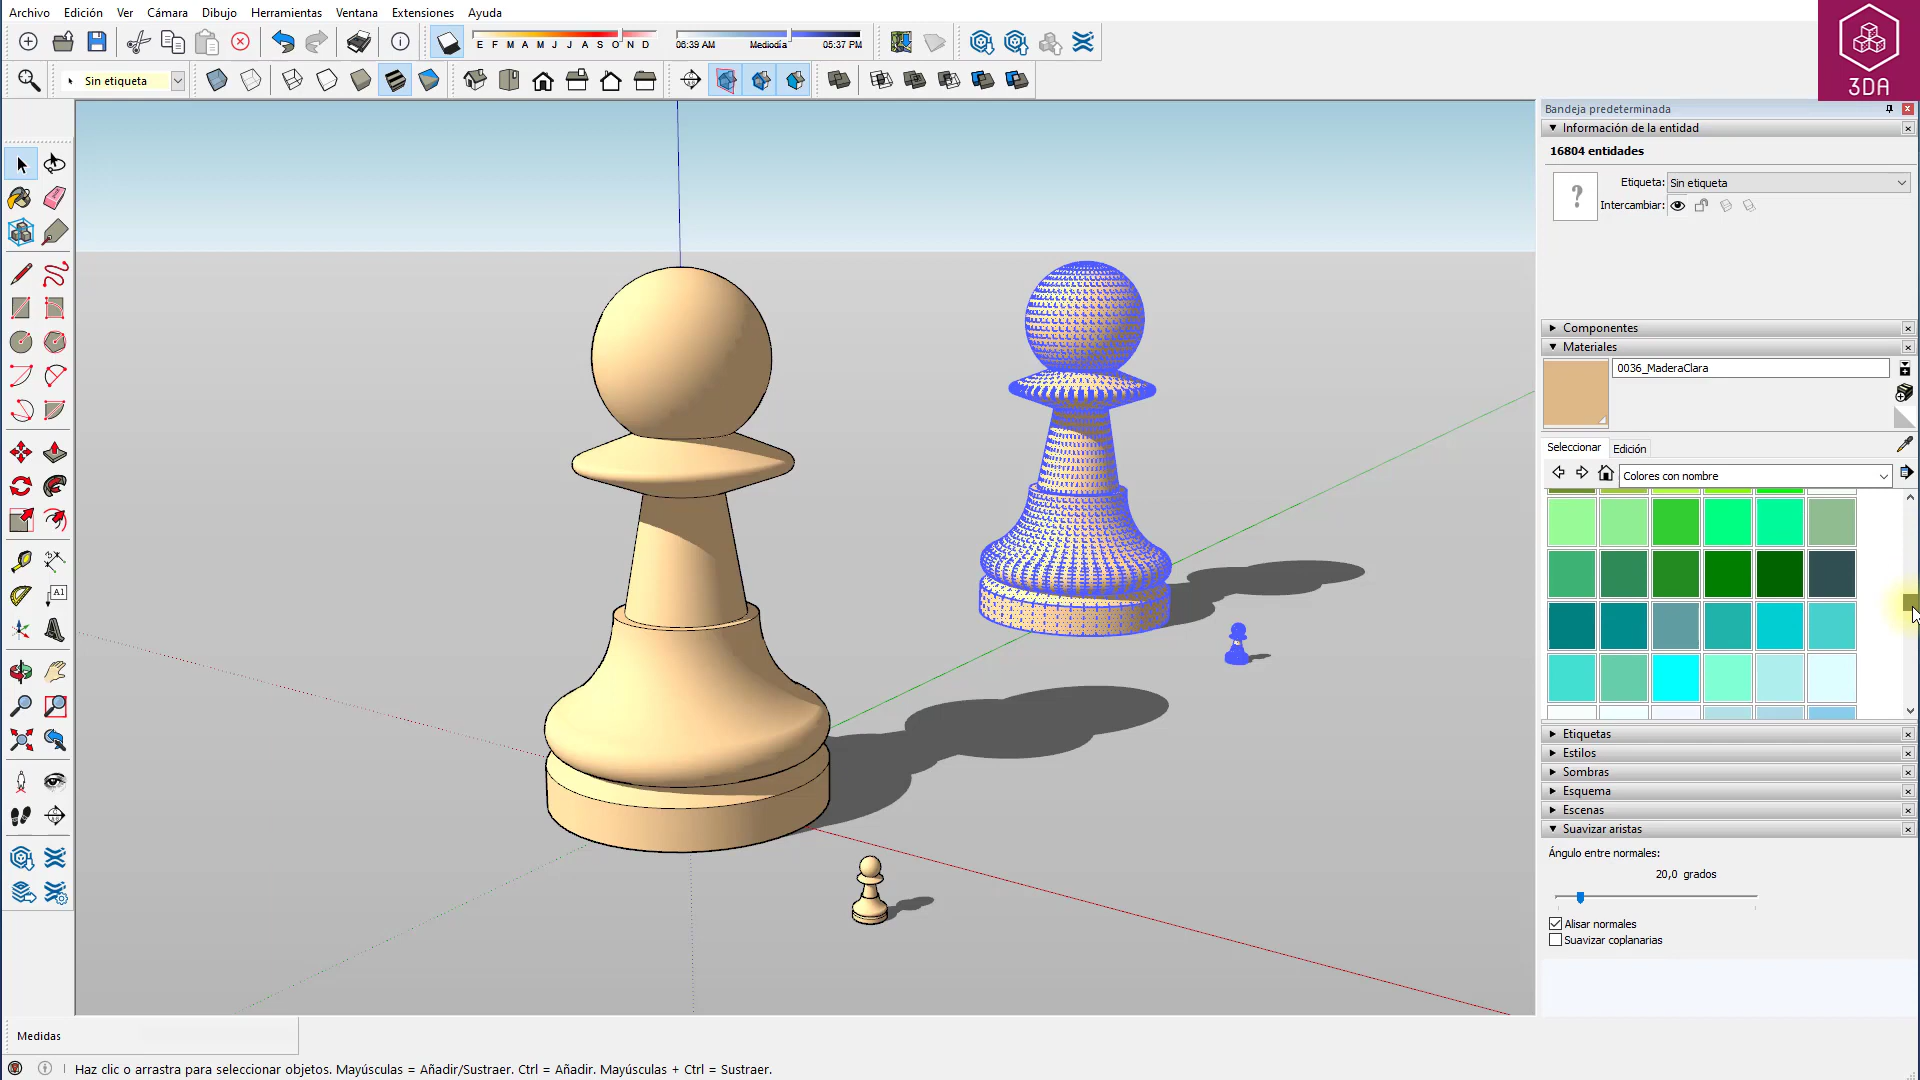 Archivo Edición Ver Cámara Dibujo Herramientas Ventana Extensiones Ayuda
E F M A M J J A S O N D
06:39 AM Mediodía 05:37 PM
3DA
Sin etiqueta
Bandeja predeterminada
Información de la entidad
16804 entidades
Etiqueta: Sin etiqueta
?
Intercambiar:
Componentes
Materiales
0036_MaderaClara
Seleccionar Edición
Colores con nombre
A1
Etiquetas
Estilos
Sombras
Esquema
Escenas
Suavizar aristas
Ángulo entre normales:
20,0 grados
Alisar normales
Suavizar coplanarias
Medidas
Haz clic o arrastra para seleccionar objetos. Mayúsculas = Añadir/Sustraer. Ctrl = Añadir. Mayúsculas + Ctrl = Sustraer.